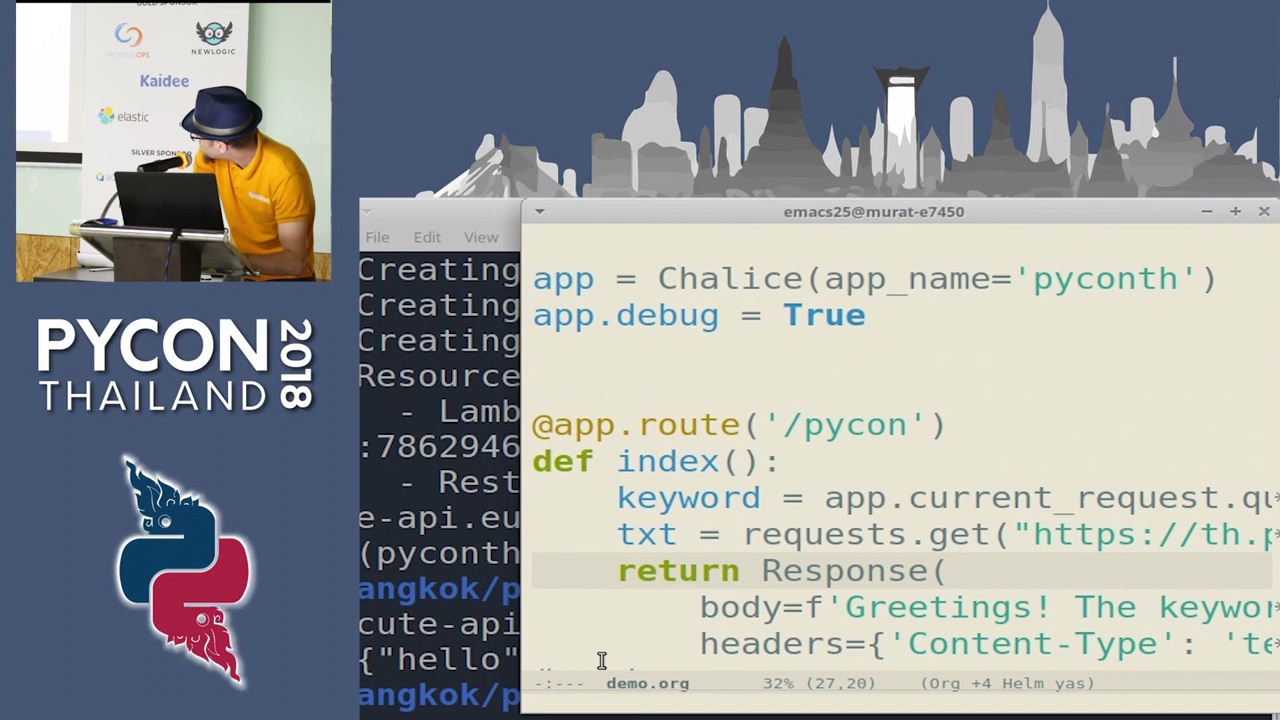 NEWLOGIC
Kaidee
elastic
SILVER SPONSOR
PYCON
THAILAND
2018
File Edit View
Creating
Creating
Creating
Resource
- Lamb
:7862946
- Rest
e-api.eu
(pyconth
angkok/p
cute-api
{"hello"
angkok/p
emacs25@murat-e7450
app = Chalice(app_name='pyconth')
app.debug = True
@app.route('/pycon')
def index():
keyword = app.current_request.qu
txt = requests.get("https://th.p
return Response(
body=f'Greetings! The keywor
headers={'Content-Type': 'te
-:--- demo.org 32% (27,20) (Org +4 Helm yas)